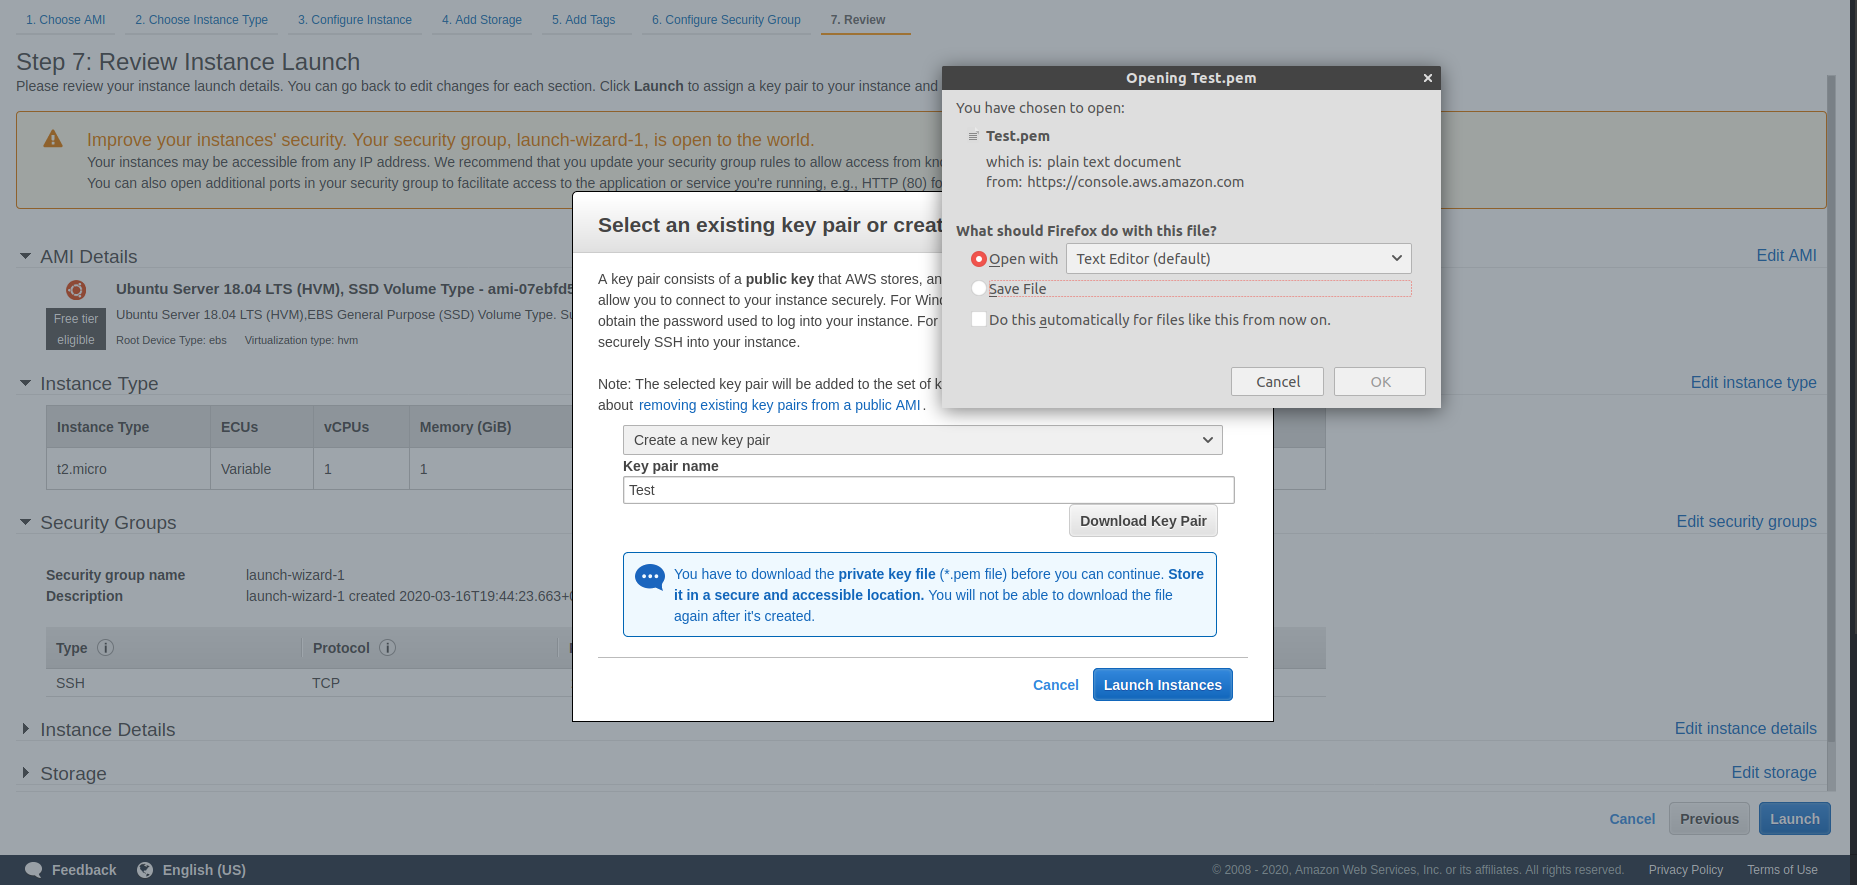 1. Choose AMI
2. Choose Instance Type
3. Configure Instance
4. Add Storage
5. Add Tags
6. Configure Security Group
7. Review
Step 7: Review Instance Launch
Please review your instance launch details. You can go back to edit changes for each section. Click Launch to assign a key pair to your instance and
Improve your instances' security. Your security group, launch-wizard-1, is open to the world.
Your instances may be accessible from any IP address. We recommend that you update your security group rules to allow access from
You can also open additional ports in your security group to facilitate access to the application or service you're running, e.g., HTTP (80)
AMI Details
Edit AMI
Ubuntu Server 18.04 LTS (HVM), SSD Volume Type - ami-07ebfd5
Free tier
eligible
Ubuntu Server 18.04 LTS (HVM),EBS General Purpose (SSD) Volume Type.
Root Device Type: ebs Virtualization type: hvm
Instance Type
Edit instance type
Instance Type ECUs vCPUs Memory (GiB)
t2.micro Variable 1 1
Security Groups
Edit security groups
Security group name launch-wizard-1
Description launch-wizard-1 created 2020-03-16T19:44:23.663+
Type Protocol
SSH TCP
Instance Details
Edit instance details
Storage
Edit storage
Cancel Previous Launch
Feedback English (US)
© 2008 - 2020, Amazon Web Services, Inc. or its affiliates. All rights reserved. Privacy Policy Terms of Use
Select an existing key pair or creat
A key pair consists of a public key that AWS stores, an
allow you to connect to your instance securely. For Wind
obtain the password used to log into your instance. For
securely SSH into your instance.
Note: The selected key pair will be added to the set of k
about removing existing key pairs from a public AMI.
Create a new key pair
Key pair name
Test
Download Key Pair
You have to download the private key file (*.pem file) before you can continue. Store
it in a secure and accessible location. You will not be able to download the file
again after it's created.
Cancel Launch Instances
Opening Test.pem
You have chosen to open:
Test.pem
which is: plain text document
from: https://console.aws.amazon.com
What should Firefox do with this file?
Open with Text Editor (default)
Save File
Do this automatically for files like this from now on.
Cancel OK